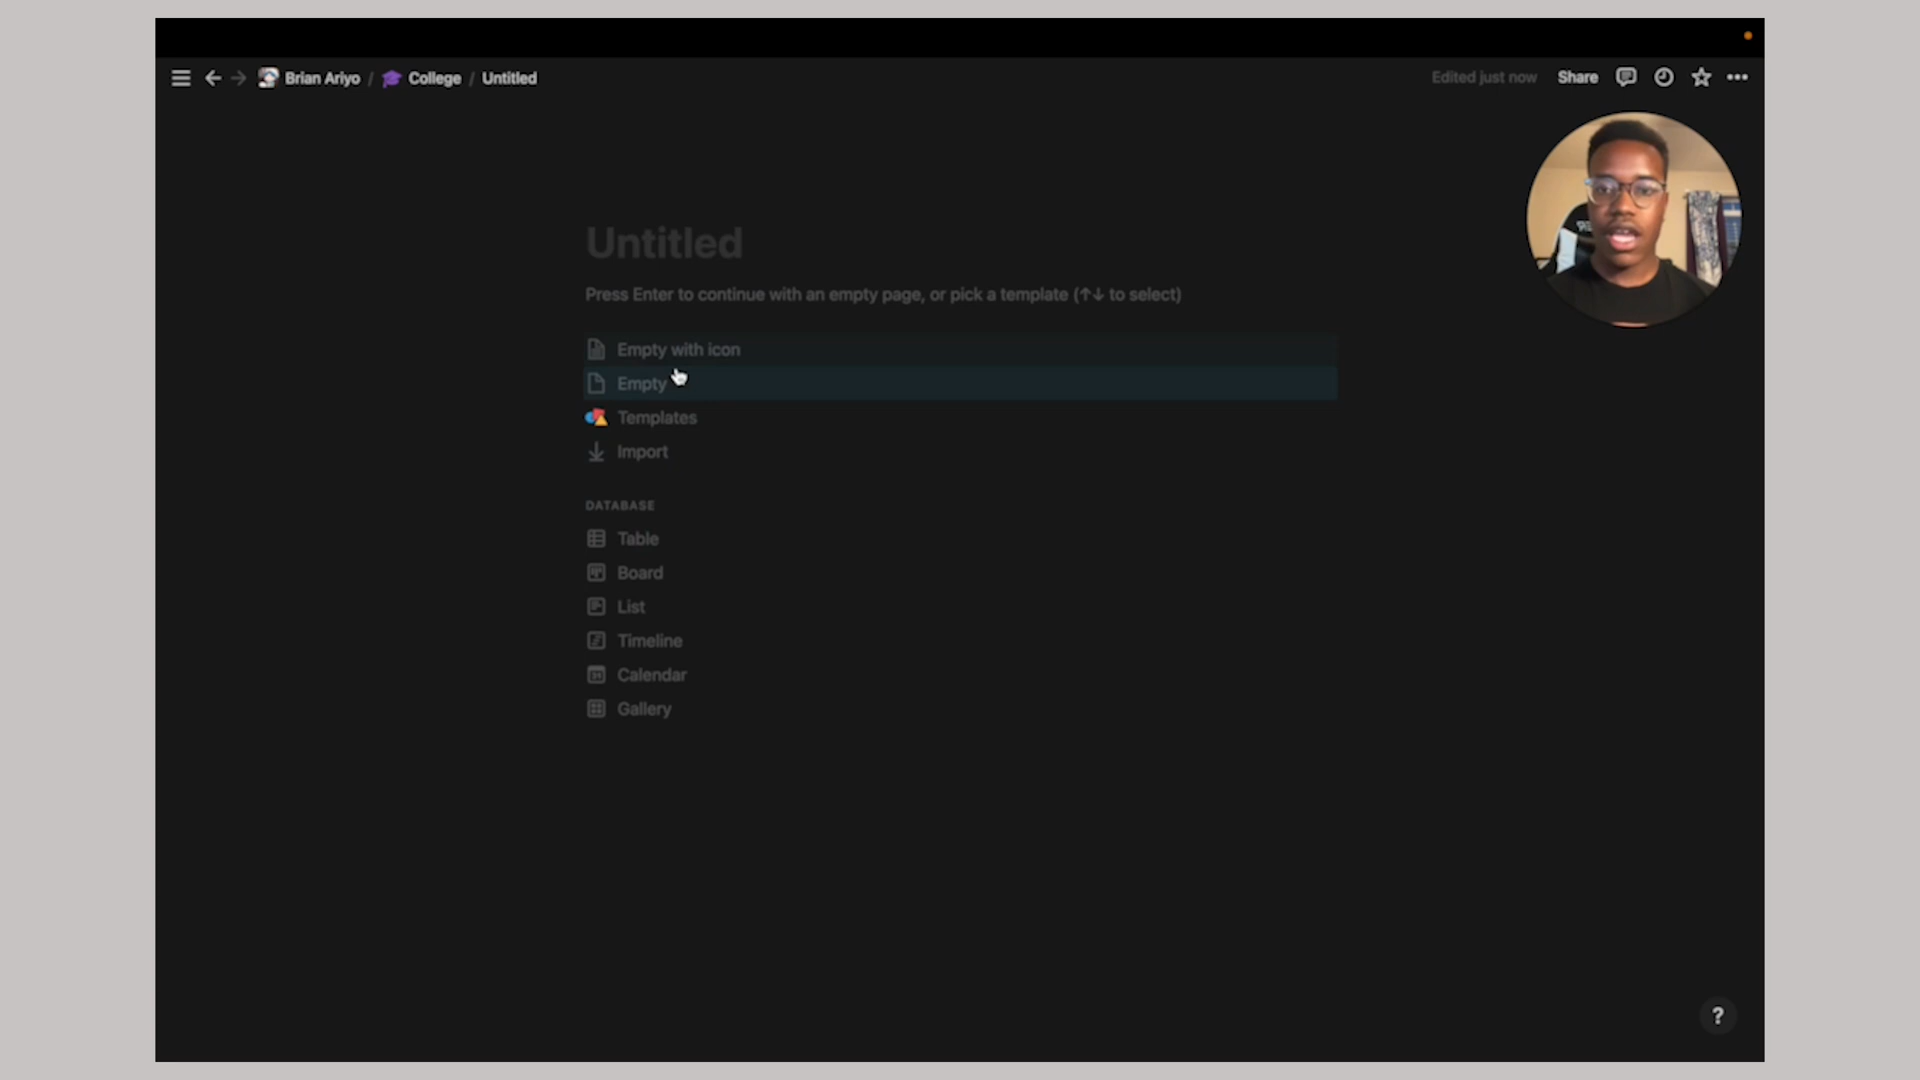 Brian Ariyo / College / Untitled
Edited just now Share
Untitled
Press Enter to continue with an empty page, or pick a template (↑↓ to select)
Empty with icon
Empty
Templates
Import
DATABASE
Table
Board
List
Timeline
Calendar
Gallery
?